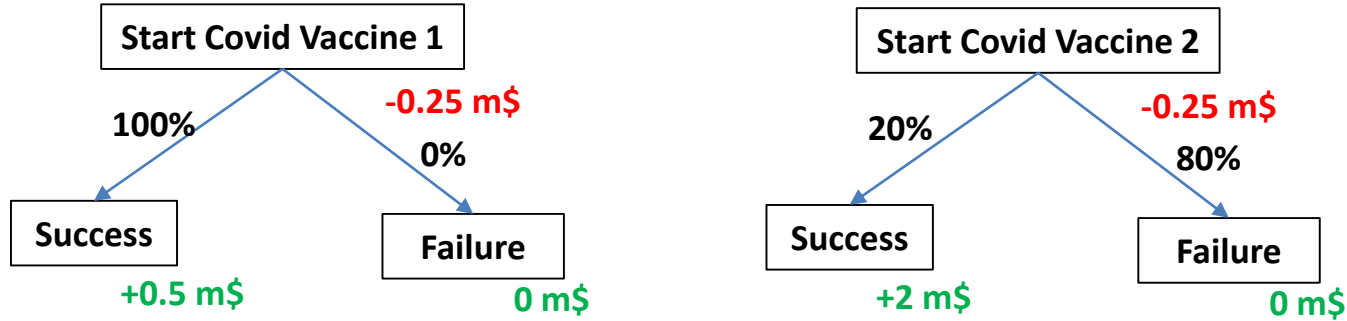 Start Covid Vaccine 1
-0.25 m$
100%
0%
Success
Failure
+0.5 m$
0 m$
Start Covid Vaccine 2
-0.25 m$
20%
80%
Success
Failure
+2 m$
0 m$